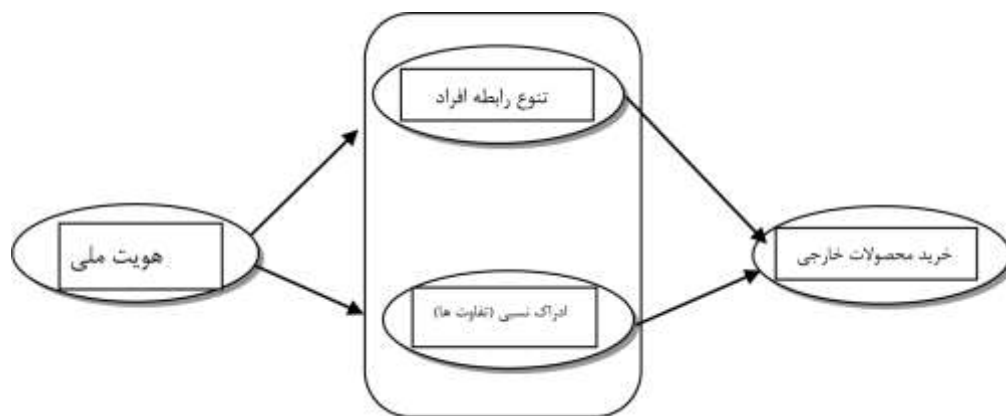 تنوع رابطه افراد
هویت ملی
خرید محصولات خارجی
ادراک نسبی (تفاوت ها)